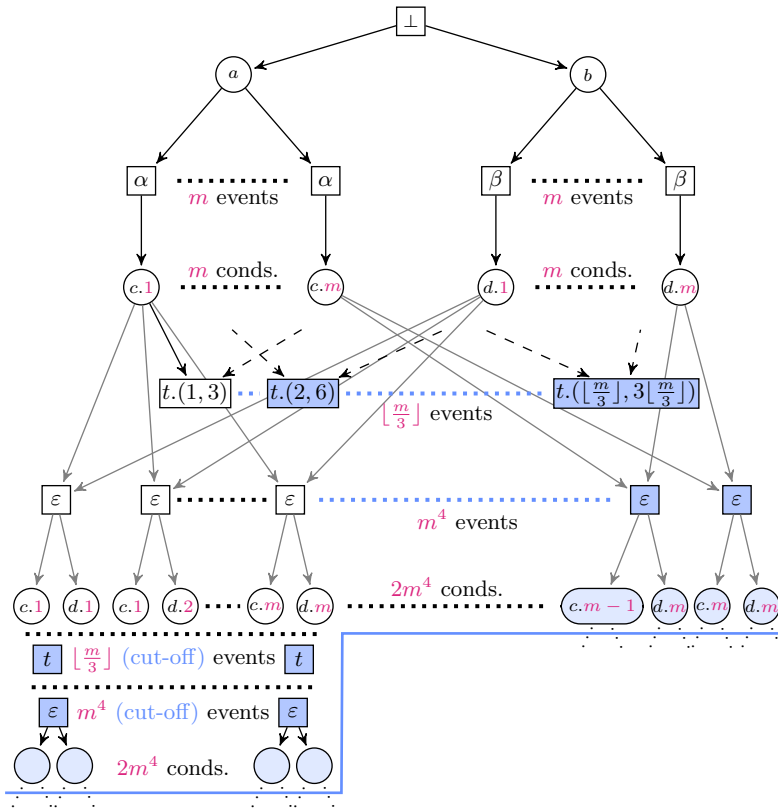 ⊥
a b
α α β β
m events m events
m conds. m conds.
c.1 c.m d.1 d.m
t.(1, 3) t.(2, 6) t.(⌊m/3⌋, 3⌊m/3⌋)
⌊m/3⌋ events
ε ε ε ε ε
m⁴ events
2m⁴ conds.
c.1 d.1 c.1 d.2 c.m d.m c.m − 1 d.m c.m d.m
t ⌊m/3⌋ (cut-off) events t
ε m⁴ (cut-off) events ε
2m⁴ conds.